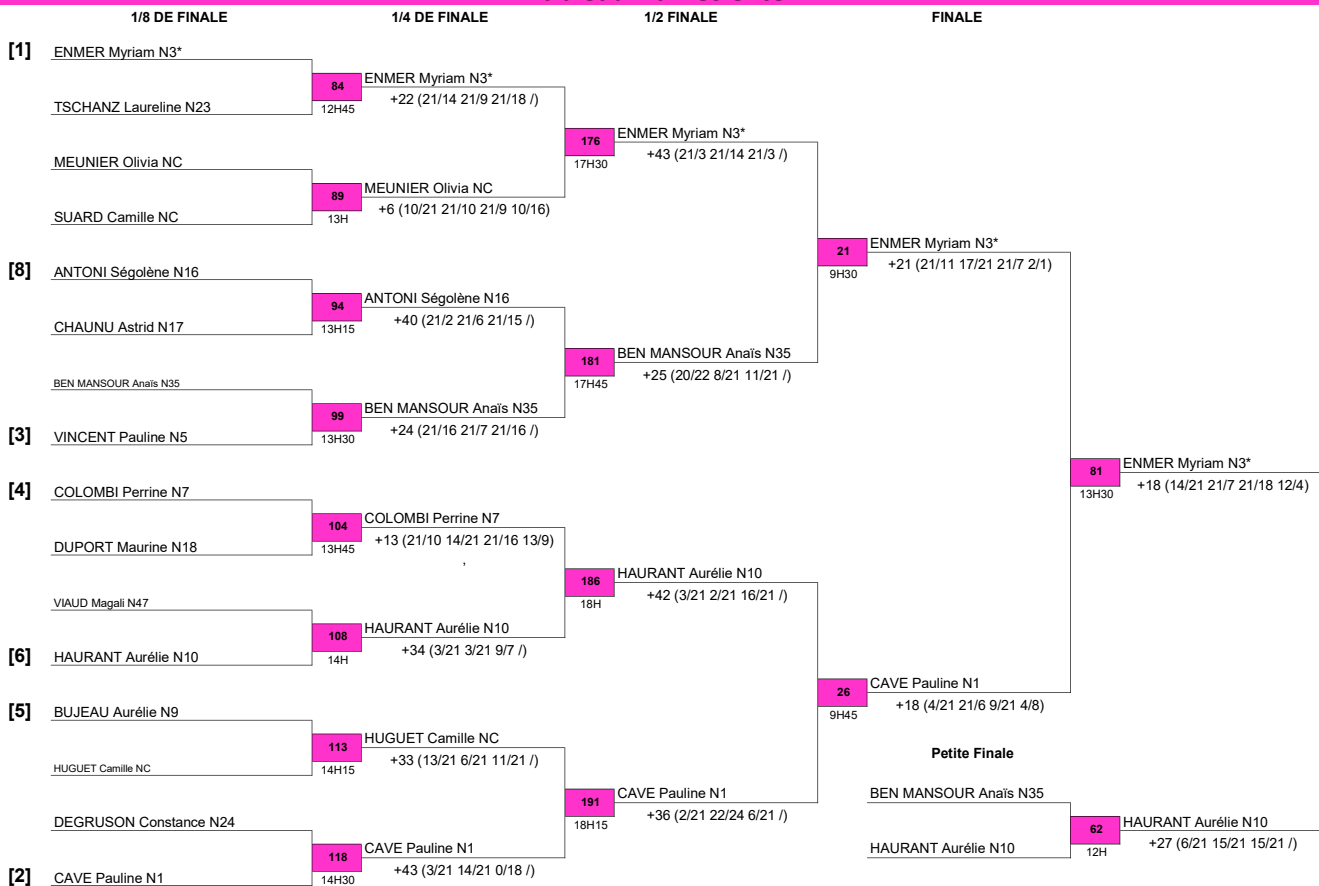 1/8 DE FINALE 1/4 DE FINALE 1/2 FINALE FINALE
[1] ENMER Myriam N3*
84 ENMER Myriam N3*
12H45 +22 (21/14 21/9 21/18 /)
TSCHANZ Laureline N23
176 ENMER Myriam N3*
17H30 +43 (21/3 21/14 21/3 /)
MEUNIER Olivia NC
89 MEUNIER Olivia NC
13H +6 (10/21 21/10 21/9 10/16)
SUARD Camille NC
21 ENMER Myriam N3*
9H30 +21 (21/11 17/21 21/7 2/1)
[8] ANTONI Ségolène N16
94 ANTONI Ségolène N16
13H15 +40 (21/2 21/6 21/15 /)
CHAUNU Astrid N17
181 BEN MANSOUR Anaïs N35
17H45 +25 (20/22 8/21 11/21 /)
BEN MANSOUR Anaïs N35
99 BEN MANSOUR Anaïs N35
13H30 +24 (21/16 21/7 21/16 /)
[3] VINCENT Pauline N5
81 ENMER Myriam N3*
13H30 +18 (14/21 21/7 21/18 12/4)
[4] COLOMBI Perrine N7
104 COLOMBI Perrine N7
13H45 +13 (21/10 14/21 21/16 13/9)
,
DUPORT Maurine N18
186 HAURANT Aurélie N10
18H +42 (3/21 2/21 16/21 /)
VIAUD Magali N47
108 HAURANT Aurélie N10
14H +34 (3/21 3/21 9/7 /)
[6] HAURANT Aurélie N10
26 CAVE Pauline N1
9H45 +18 (4/21 21/6 9/21 4/8)
[5] BUJEAU Aurélie N9
113 HUGUET Camille NC
14H15 +33 (13/21 6/21 11/21 /)
HUGUET Camille NC
Petite Finale
191 CAVE Pauline N1
18H15 +36 (2/21 22/24 6/21 /)
BEN MANSOUR Anaïs N35
DEGRUSON Constance N24
62 HAURANT Aurélie N10
12H +27 (6/21 15/21 15/21 /)
HAURANT Aurélie N10
118 CAVE Pauline N1
14H30 +43 (3/21 14/21 0/18 /)
[2] CAVE Pauline N1